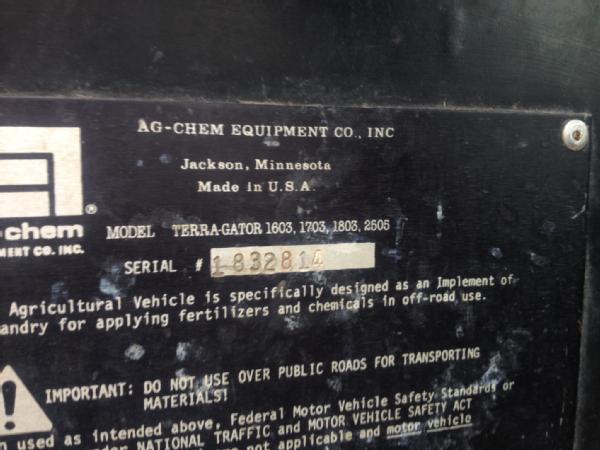 AG-CHEM EQUIPMENT CO., INC
Jackson, Minnesota
Made in U.S.A.
®
-chem
MENT CO. INC.
MODEL TERRA-GATOR 1603, 1703, 1803, 2505
SERIAL # 1832814
Agricultural Vehicle is specifically designed as an Implement of
andry for applying fertilizers and chemicals in off-road use.
IMPORTANT: DO NOT USE OVER PUBLIC ROADS FOR TRANSPORTING
MATERIALS!
n used as intended above, Federal Motor Vehicle Safety Standards or
under NATIONAL TRAFFIC and MOTOR VEHICLE SAFETY ACT
not applicable and motor vehicle